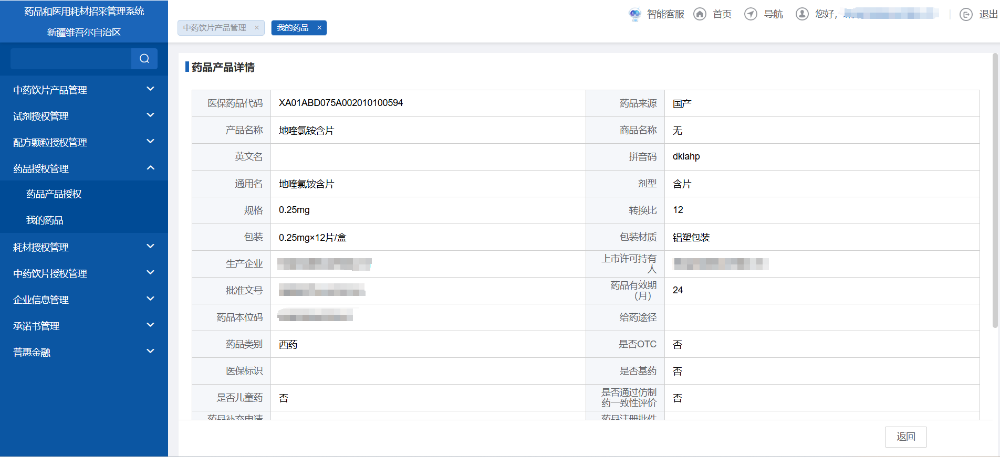 药品和医用耗材招采管理系统
新疆维吾尔自治区
中药饮片产品管理 ×
我的药品 ×
智能客服 首页 导航 您好, 退出
中药饮片产品管理
试剂授权管理
配方颗粒授权管理
药品授权管理
药品产品授权
我的药品
耗材授权管理
中药饮片授权管理
企业信息管理
承诺书管理
普惠金融
药品产品详情
医保药品代码 XA01ABD075A002010100594 药品来源 国产
产品名称 地喹氯铵含片 商品名称 无
英文名 拼音码 dklahp
通用名 地喹氯铵含片 剂型 含片
规格 0.25mg 转换比 12
包装 0.25mg×12片/盒 包装材质 铝塑包装
生产企业 上市许可持有
人
批准文号 药品有效期
（月） 24
药品本位码 给药途径
药品类别 西药 是否OTC 否
医保标识 是否基药 否
是否儿童药 否 是否通过仿制
药一致性评价 否
药品补充申请 药品注册批件
返回